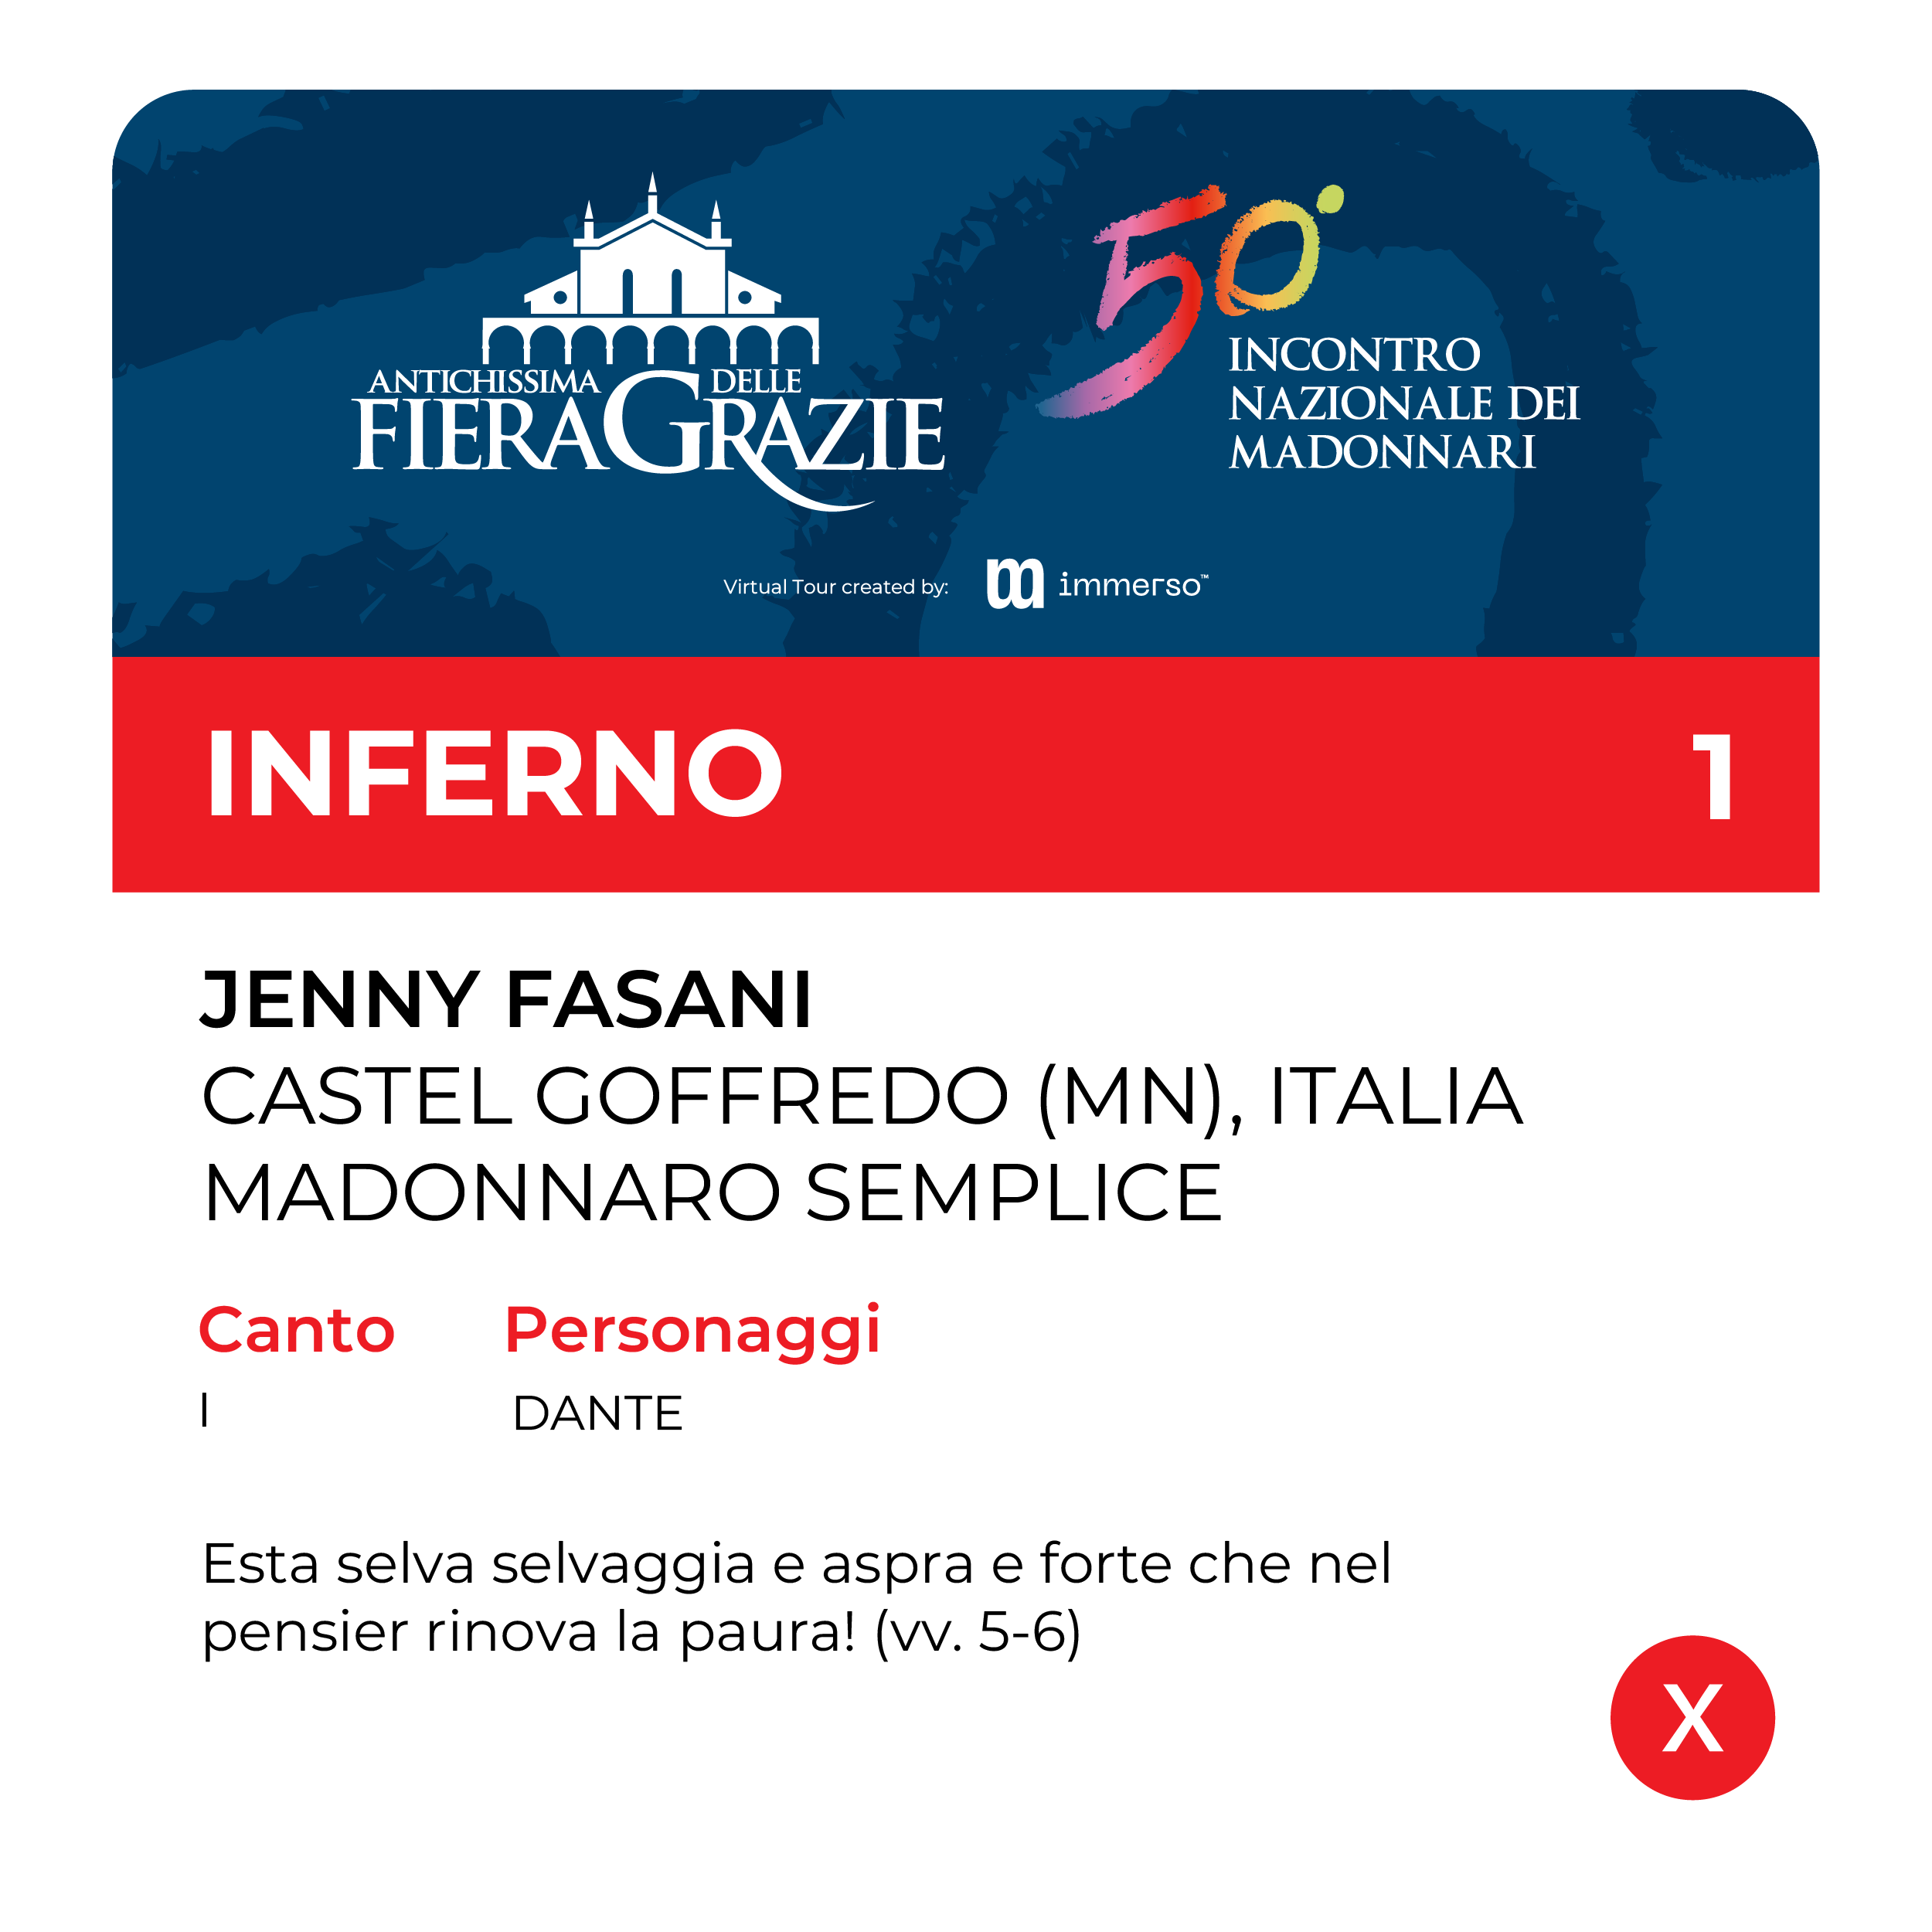 ANTICHISSIMA DELLE
FIERA GRAZIE
50°
INCONTRO
NAZIONALE DEI
MADONNARI
Virtual Tour created by: immerso™
INFERNO 1
JENNY FASANI
CASTEL GOFFREDO (MN), ITALIA
MADONNARO SEMPLICE
Canto Personaggi
I DANTE
Esta selva selvaggia e aspra e forte che nel
pensier rinova la paura! (vv. 5-6)
X